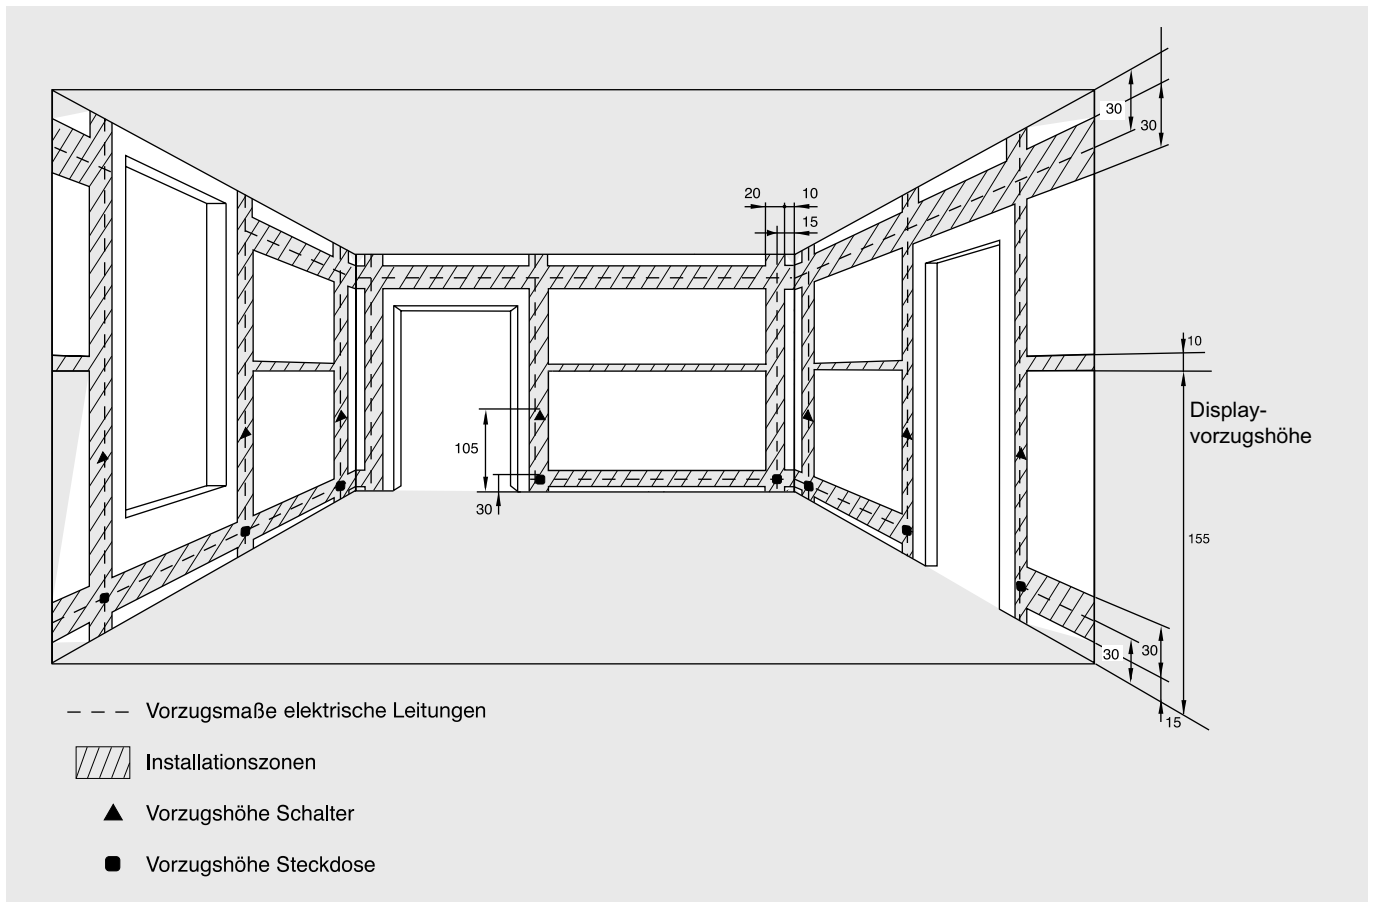 30
30
20
10
15
10
Display-
vorzugshöhe
105
30
155
30
30
15
Vorzugsmaße elektrische Leitungen
Installationszonen
Vorzugshöhe Schalter
Vorzugshöhe Steckdose